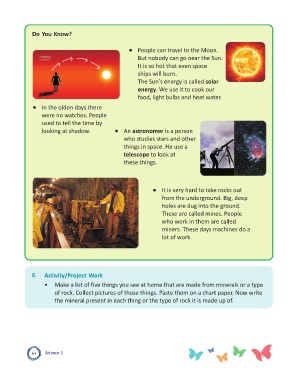 Do You Know?
• People can travel to the Moon.
But nobody can go near the Sun.
It is so hot that even space
ships will burn.
The Sun's energy is called solar
energy. We use it to cook our
food, light bulbs and heat water.
• In the olden days there
were no watches. People
used to tell the time by
looking at shadow.
• An astronomer is a person
who studies stars and other
things in space. He use a
telescope to look at
these things.
• It is very hard to take rocks out
from the underground. Big, deep
holes are dug into the ground.
These are called mines. People
who work in them are called
miners. These days machines do a
lot of work.
F. Activity/Project Work
• Make a list of five things you see at home that are made from minerals or a type
of rock. Collect pictures of those things. Paste them on a chart paper. Now write
the mineral present in each thing or the type of rock it is made up of.
Science 2